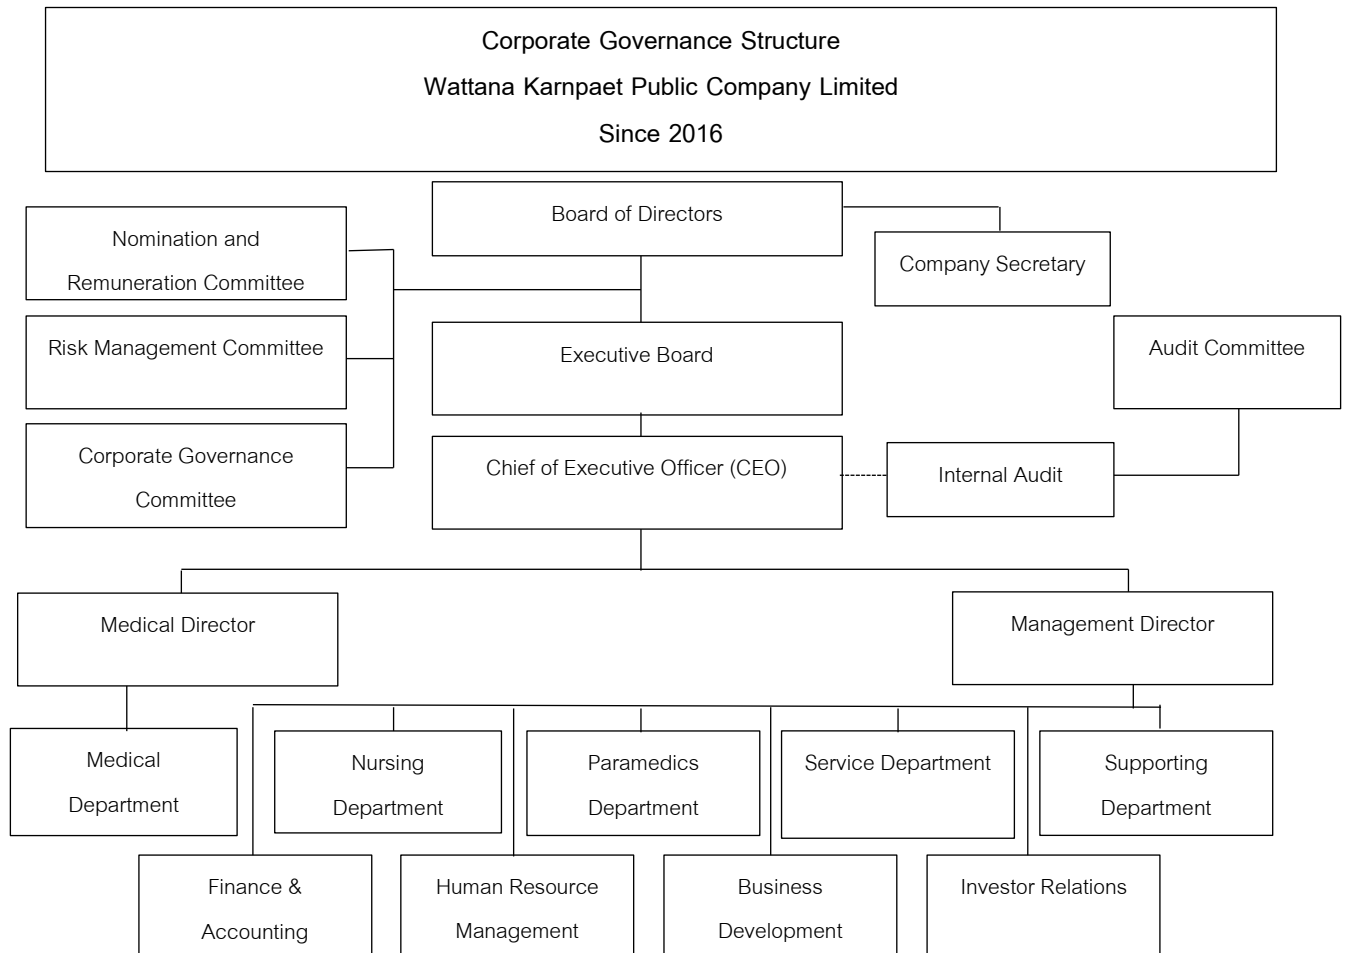 Corporate Governance Structure
Wattana Karnpaet Public Company Limited
Since 2016
Board of Directors
Nomination and
Remuneration Committee
Company Secretary
Risk Management Committee
Executive Board
Audit Committee
Corporate Governance
Committee
Chief of Executive Officer (CEO)
Internal Audit
Medical Director
Management Director
Medical
Department
Nursing
Department
Paramedics
Department
Service Department
Supporting
Department
Finance &
Accounting
Human Resource
Management
Business
Development
Investor Relations